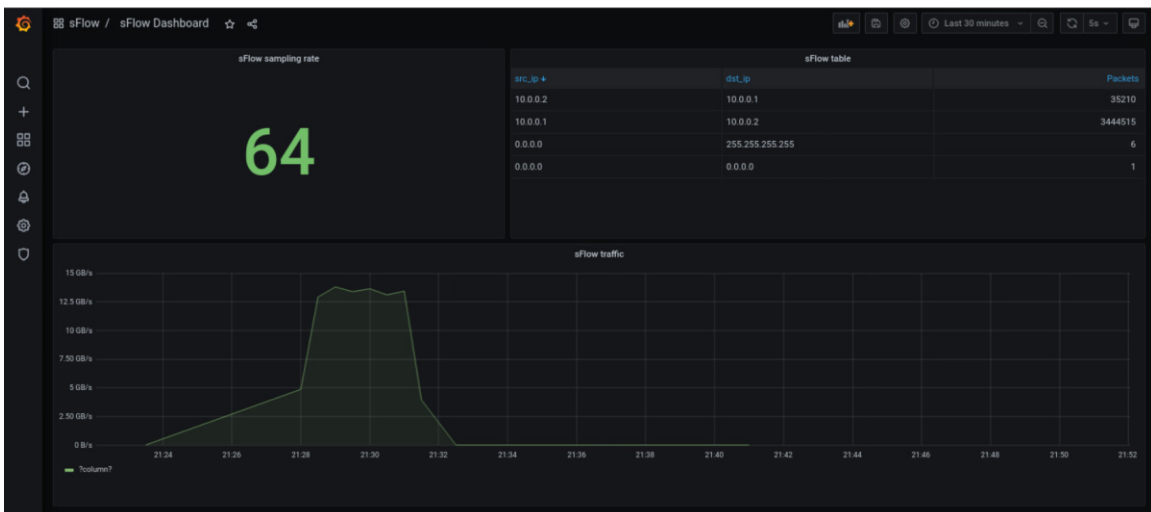 sFlow / sFlow Dashboard
Last 30 minutes
5s
sFlow sampling rate
64
sFlow table
src_ip dst_ip Packets
10.0.0.2 10.0.0.1 35210
10.0.0.1 10.0.0.2 3444515
0.0.0.0 255.255.255.255 6
0.0.0.0 0.0.0.0 1
sFlow traffic
15 GB/s
12.5 GB/s
10 GB/s
7.50 GB/s
5 GB/s
2.50 GB/s
0 B/s
21:24 21:26 21:28 21:30 21:32 21:34 21:36 21:38 21:40 21:42 21:44 21:46 21:48 21:50 21:52
?column?